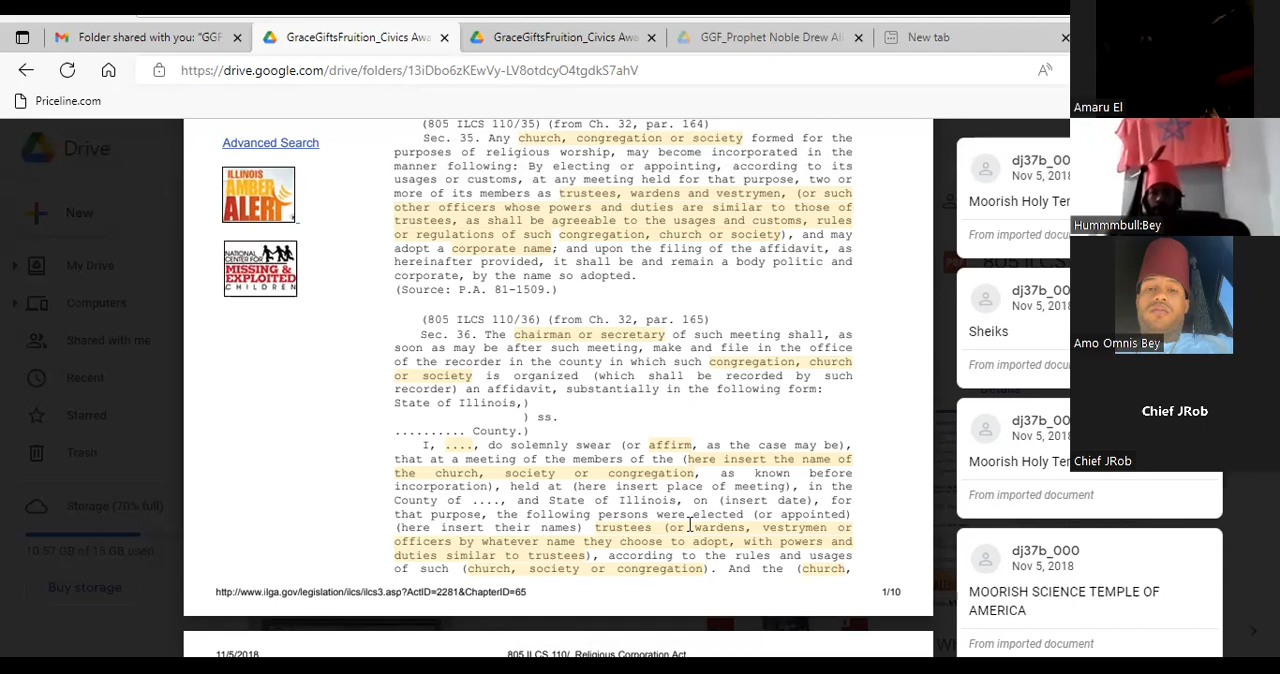 Folder shared with you: "GGF
GraceGiftsFruition_Civics Awa
GraceGiftsFruition_Civics Awa
GGF_Prophet Noble Drew Ali
New tab
https://drive.google.com/drive/folders/13iDbo6zKEwVy-LV8otdcyO4tgdkS7ahV
Priceline.com
Drive
New
My Drive
Computers
Shared with me
Recent
Starred
Trash
Storage (70% full)
10.57 GB of 15 GB used
Buy storage
Advanced Search
ILLINOIS
AMBER
ALERT
NATIONAL
CENTER FOR
MISSING &
EXPLOITED
CHILDREN
(805 ILCS 110/35) (from Ch. 32, par. 164)
Sec. 35. Any church, congregation or society formed for the
purposes of religious worship, may become incorporated in the
manner following: By electing or appointing, according to its
usages or customs, at any meeting held for that purpose, two or
more of its members as trustees, wardens and vestrymen, (or such
other officers whose powers and duties are similar to those of
trustees, as shall be agreeable to the usages and customs, rules
or regulations of such congregation, church or society), and may
adopt a corporate name; and upon the filing of the affidavit, as
hereinafter provided, it shall be and remain a body politic and
corporate, by the name so adopted.
(Source: P.A. 81-1509.)
(805 ILCS 110/36) (from Ch. 32, par. 165)
Sec. 36. The chairman or secretary of such meeting shall, as
soon as may be after such meeting, make and file in the office
of the recorder in the county in which such congregation, church
or society is organized (which shall be recorded by such
recorder) an affidavit, substantially in the following form:
State of Illinois,)
) ss.
.......... County.)
I, ...., do solemnly swear (or affirm, as the case may be),
that at a meeting of the members of the (here insert the name of
the church, society or congregation, as known before
incorporation), held at (here insert place of meeting), in the
County of ...., and State of Illinois, on (insert date), for
that purpose, the following persons were elected (or appointed)
(here insert their names) trustees (or wardens, vestrymen or
officers by whatever name they choose to adopt, with powers and
duties similar to trustees), according to the rules and usages
of such (church, society or congregation). And the (church,
http://www.ilga.gov/legislation/ilcs/ilcs3.asp?ActID=2281&ChapterID=65
1/10
11/5/2018
805 ILCS 110/ Religious Corporation Act.
dj37b_000
Nov 5, 2018
Moorish Holy Ten
From imported docu
dj37b_000
Nov 5, 2018
Sheiks
From imported docu
dj37b_000
Nov 5, 2018
Moorish Holy Ten
From imported document
dj37b_000
Nov 5, 2018
MOORISH SCIENCE TEMPLE OF
AMERICA
From imported document
Amaru El
Hummmbull:Bey
Amo Omnis Bey
Chief JRob
Chief JRob